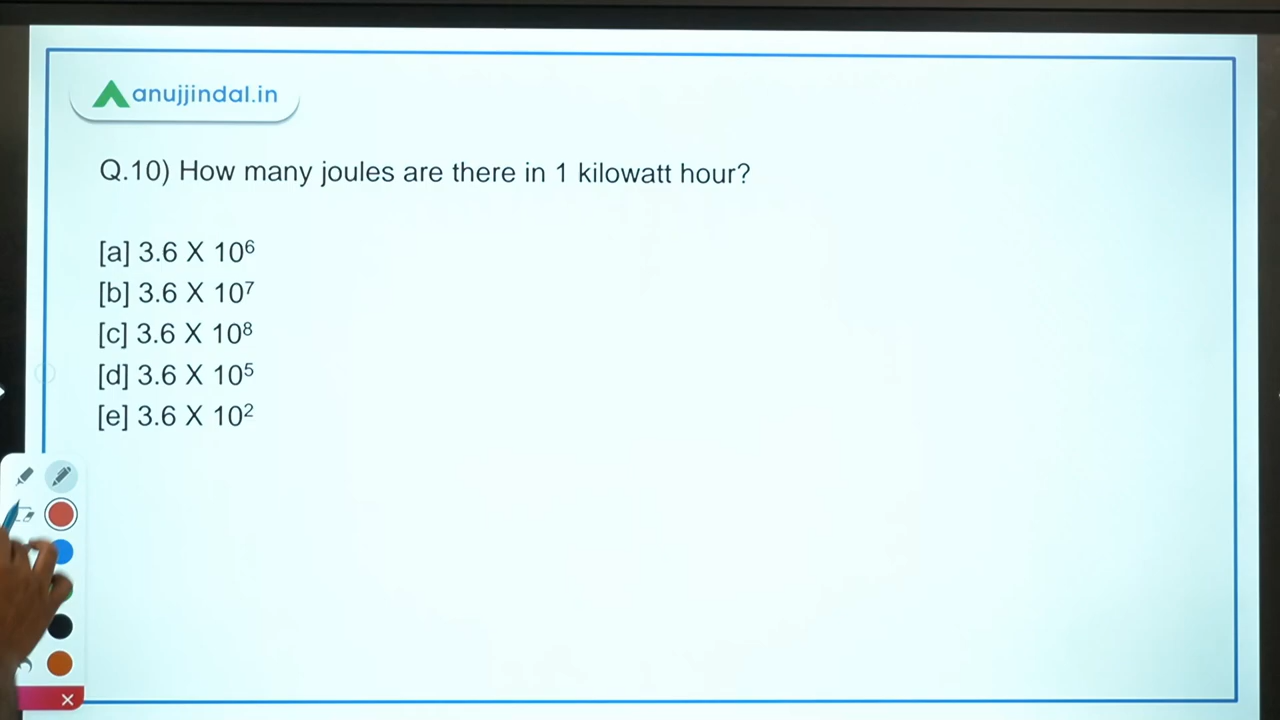 anujjindal.in
Q.10) How many joules are there in 1 kilowatt hour?
[a] 3.6 X 10⁶
[b] 3.6 X 10⁷
[c] 3.6 X 10⁸
[d] 3.6 X 10⁵
[e] 3.6 X 10²